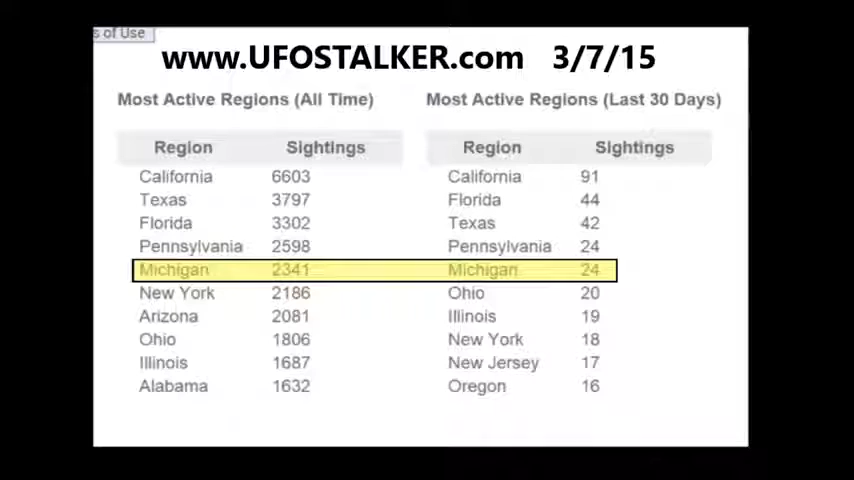 s of Use
www.UFOSTALKER.com 3/7/15
Most Active Regions (All Time) Most Active Regions (Last 30 Days)
Region Sightings Region Sightings
California 6603 California 91
Texas 3797 Florida 44
Florida 3302 Texas 42
Pennsylvania 2598 Pennsylvania 24
Michigan 2341 Michigan 24
New York 2186 Ohio 20
Arizona 2081 Illinois 19
Ohio 1806 New York 18
Illinois 1687 New Jersey 17
Alabama 1632 Oregon 16